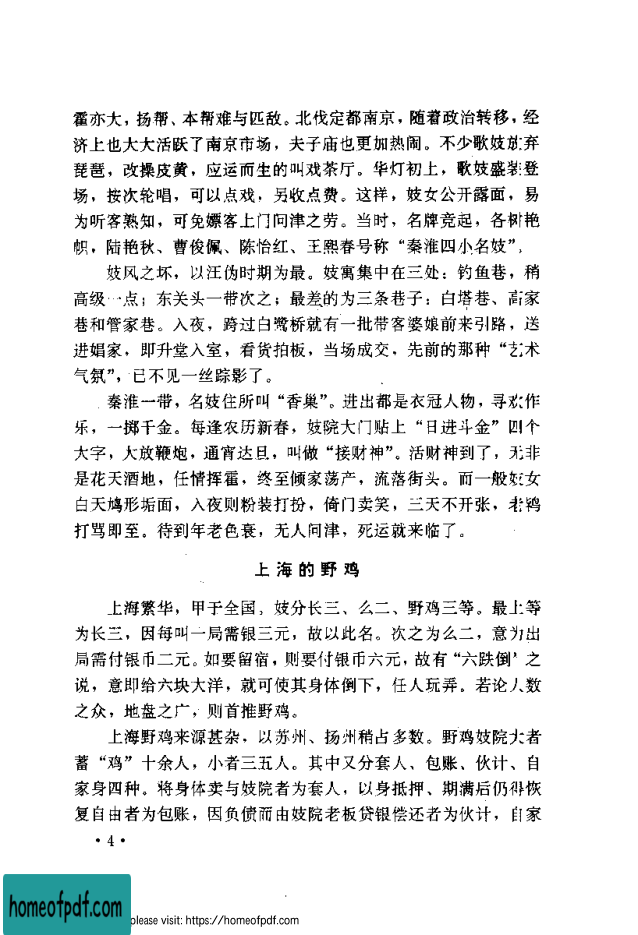 霍亦大，扬帮、本帮难与匹敌。北伐定都南京，随着政治转移，经
济上也大大活跃了南京市场，夫子庙也更加热闹。不少歌妓放弃
琵琶，改操皮黄，应运而生的叫戏茶厅。华灯初上，歌妓盛装登
场，按次轮唱，可以点戏，另收点费。这样，妓女公开露面，易
为听客熟知，可免嫖客上门问津之劳。当时，名牌竞起，各树艳
帜，陆艳秋、曹俊佩、陈怡红、王熙春号称“秦淮四小名妓”。
妓风之坏，以汪伪时期为最。妓寓集中在三处：钓鱼巷，稍
高级一点；东关头一带次之；最差的为三条巷子：白塔巷、高家
巷和管家巷。入夜，跨过白鹭桥就有一批带客婆娘前来引路，送
进娼家，即升堂入室，看货拍板，当场成交，先前的那种“艺术
气氛”，已不见一丝踪影了。
秦淮一带，名妓住所叫“香巢”。进出都是衣冠人物，寻欢作
乐，一掷千金。每逢农历新春，妓院大门贴上“日进斗金”四个
大字，大放鞭炮，通宵达旦，叫做“接财神”。活财神到了，无非
是花天酒地，任情挥霍，终至倾家荡产，流落街头。而一般妓女
白天鸠形垢面，入夜则粉装打扮，倚门卖笑，三天不开张，老鸨
打骂即至。待到年老色衰，无人问津，死运就来临了。
上海的野鸡
上海繁华，甲于全国，妓分长三、么二、野鸡三等。最上等
为长三，因每叫一局需银三元，故以此名。次之为么二，意为出
局需付银币二元。如要留宿，则要付银币六元，故有“六跌倒”之
说，意即给六块大洋，就可使其身体倒下，任人玩弄。若论人数
之众，地盘之广，则首推野鸡。
上海野鸡来源甚杂，以苏州、扬州稍占多数。野鸡妓院大者
蓄“鸡”十余人，小者三五人。其中又分套人、包账、伙计、自
家身四种。将身体卖与妓院者为套人，以身抵押、期满后仍得恢
复自由者为包账，因负债而由妓院老板贷银偿还者为伙计，自家
·4·
homeofpdf.com
please visit: https://homeofpdf.com